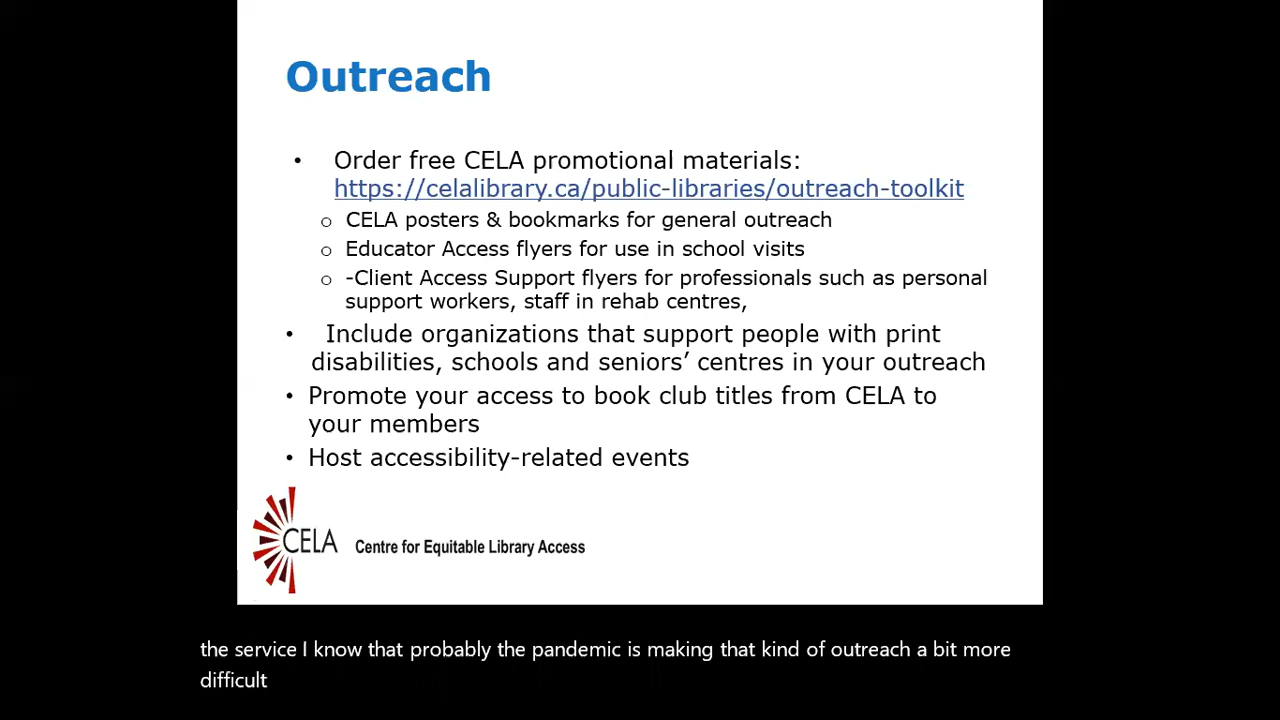 Outreach
• Order free CELA promotional materials:
https://celalibrary.ca/public-libraries/outreach-toolkit
o CELA posters & bookmarks for general outreach
o Educator Access flyers for use in school visits
o -Client Access Support flyers for professionals such as personal
support workers, staff in rehab centres,
• Include organizations that support people with print
disabilities, schools and seniors’ centres in your outreach
• Promote your access to book club titles from CELA to
your members
• Host accessibility-related events
CELA Centre for Equitable Library Access
the service I know that probably the pandemic is making that kind of outreach a bit more
difficult